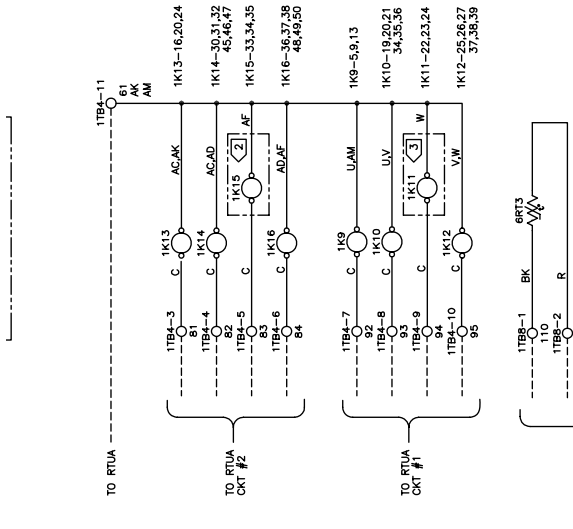 TO RTUA
1TB4-11
61
AK
AM
TO RTUA
CKT #2
1TB4-3
81
C
1K13
AC,AK
1K13-16,20,24
1TB4-4
82
C
1K14
AC,AD
1K14-30,31,32
45,46,47
1TB4-5
83
C
1K15
2
AF
1K15-33,34,35
1TB4-6
84
C
1K16
AD,AF
1K16-36,37,38
48,49,50
TO RTUA
CKT #1
1TB4-7
92
C
1K9
U,AM
1K9-5,9,13
1TB4-8
93
C
1K10
U,V
1K10-19,20,21
34,35,36
1TB4-9
94
C
1K11
3
W
1K11-22,23,24
1TB4-10
95
C
1K12
V,W
1K12-25,26,27
37,38,39
1TB8-1
110
BK
6RT3
1TB8-2
R